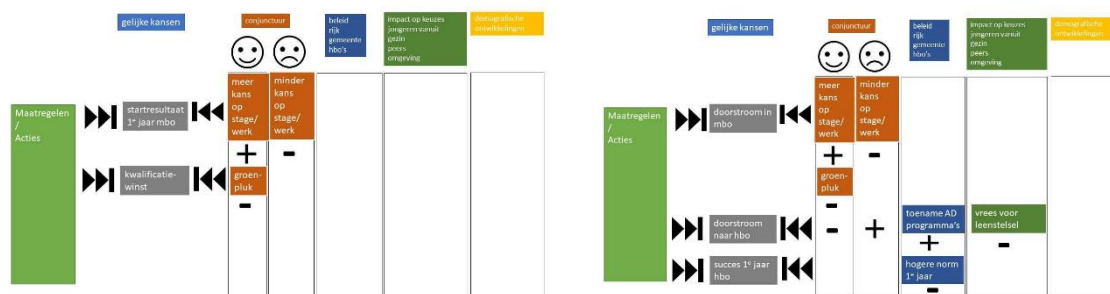 gelijke kansen
conjunctuur
beleid
rijk
gemeente
hbo's
impact op keuzes
jongeren vanuit
gezin
peers
omgeving
demografische
ontwikkelingen
Maatregelen
/
Acties
startresultaat
1e jaar mbo
meer
kans
op
stage/
werk
minder
kans
op
stage/
werk
+
-
kwalificatie-
winst
groen-
pluk
-
gelijke kansen
conjunctuur
beleid
rijk
gemeente
hbo's
impact op keuzes
jongeren vanuit
gezin
peers
omgeving
demografische
ontwikkelingen
Maatregelen
/
Acties
doorstroom in
mbo
meer
kans
op
stage/
werk
minder
kans
op
stage/
werk
+
-
groen-
pluk
-
doorstroom
naar hbo
-
+
toename AD
programma's
+
vrees voor
leenstelsel
-
succes 1e jaar
hbo
hogere norm
1e jaar
-